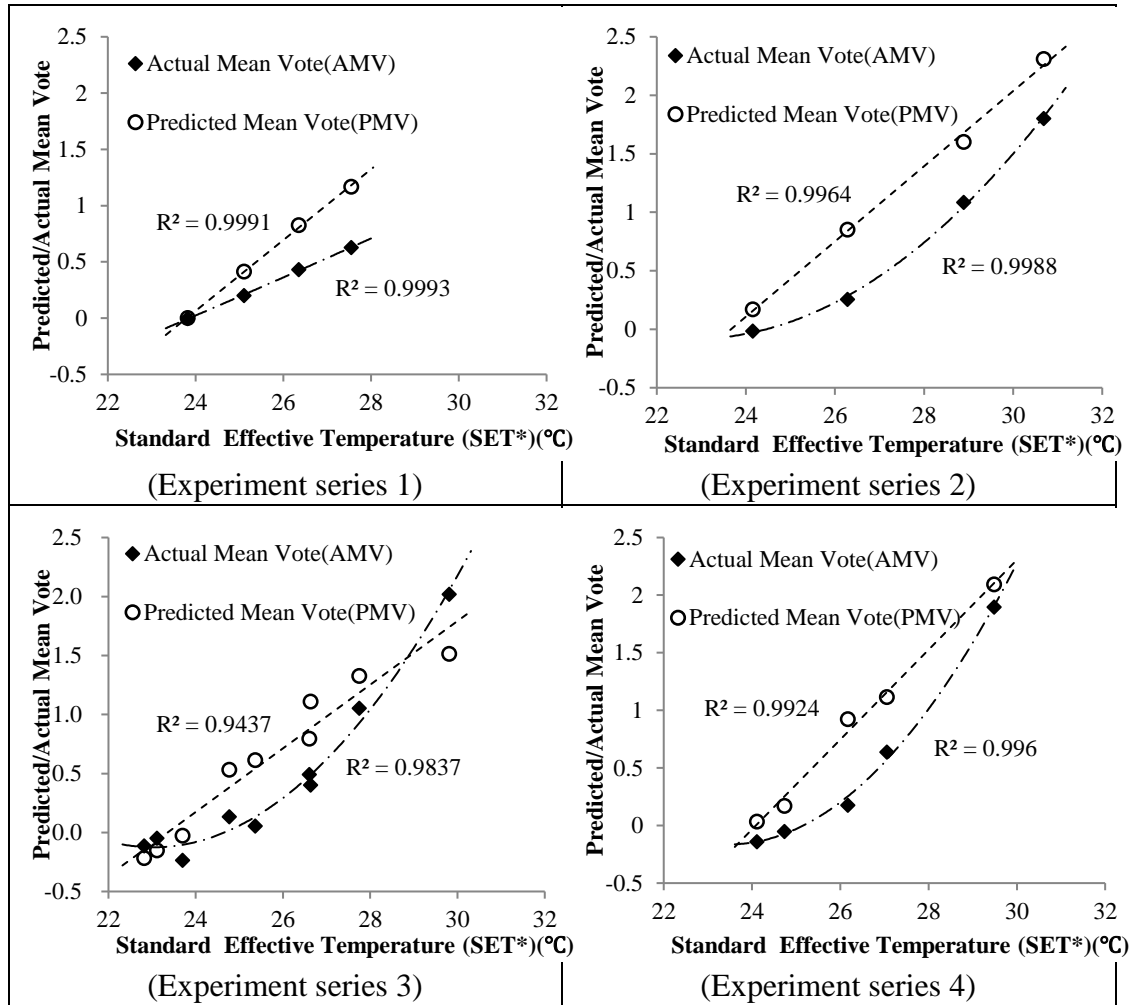 2.5
2
1.5
1
0.5
0
-0.5
Predicted/Actual Mean Vote
Actual Mean Vote(AMV)
Predicted Mean Vote(PMV)
R² = 0.9991
R² = 0.9993
22 24 26 28 30 32
Standard Effective Temperature (SET*)(℃)
(Experiment series 1)
2.5
2
1.5
1
0.5
0
-0.5
Predicted/Actual Mean Vote
Actual Mean Vote(AMV)
Predicted Mean Vote(PMV)
R² = 0.9964
R² = 0.9988
22 24 26 28 30 32
Standard Effective Temperature (SET*)(℃)
(Experiment series 2)
2.5
2.0
1.5
1.0
0.5
-0.0
-0.5
Predicted/Actual Mean Vote
Actual Mean Vote(AMV)
Predicted Mean Vote(PMV)
R² = 0.9437
R² = 0.9837
22 24 26 28 30 32
Standard Effective Temperature (SET*)(℃)
(Experiment series 3)
2.5
2
1.5
1
0.5
0
-0.5
Predicted/Actual Mean Vote
Actual Mean Vote(AMV)
Predicted Mean Vote(PMV)
R² = 0.9924
R² = 0.996
22 24 26 28 30 32
Standard Effective Temperature (SET*)(℃)
(Experiment series 4)